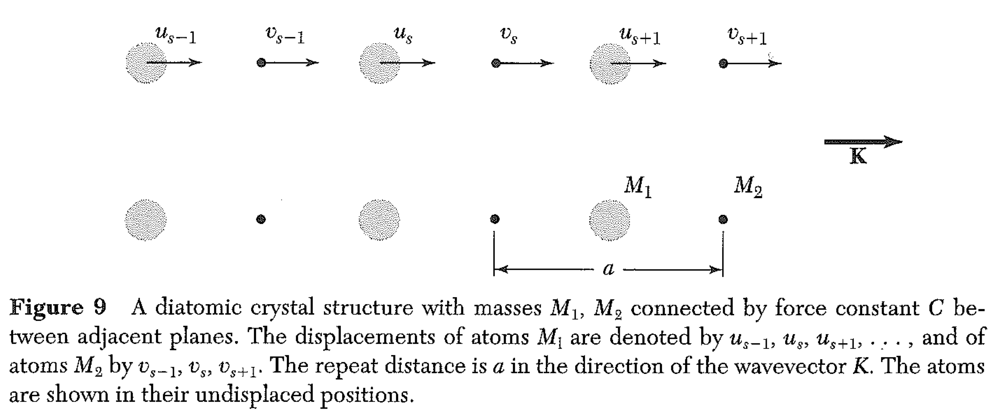 u_{s−1} v_{s−1} u_s v_s u_{s+1} v_{s+1}
K
M_1 M_2
a
Figure 9 A diatomic crystal structure with masses M_1, M_2 connected by force constant C be-
tween adjacent planes. The displacements of atoms M_1 are denoted by u_{s−1}, u_s, u_{s+1}, . . . , and of
atoms M_2 by v_{s−1}, v_s, v_{s+1}. The repeat distance is a in the direction of the wavevector K. The atoms
are shown in their undisplaced positions.